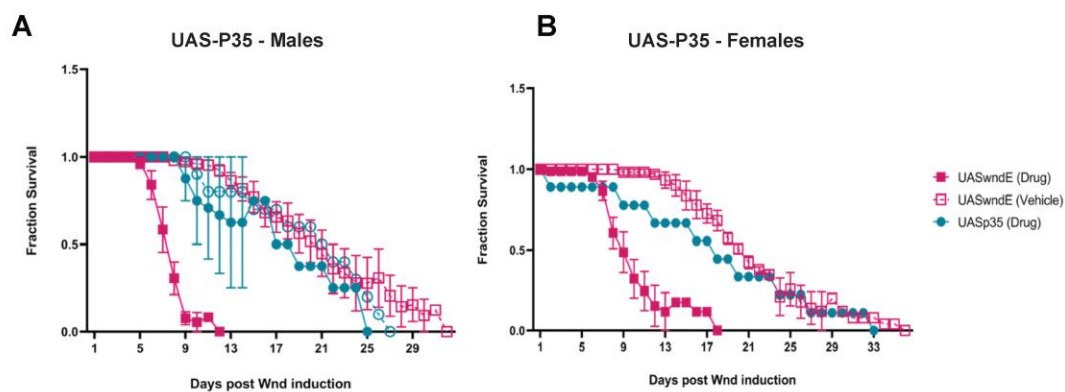 A
UAS-P35 - Males
1.5
1.0
0.5
0.0
Fraction Survival
1 5 9 13 17 21 25 29
Days post Wnd induction
B
UAS-P35 - Females
1.5
1.0
0.5
0.0
Fraction Survival
1 5 9 13 17 21 25 29 33
Days post Wnd induction
UASwndE (Drug)
UASwndE (Vehicle)
UASp35 (Drug)